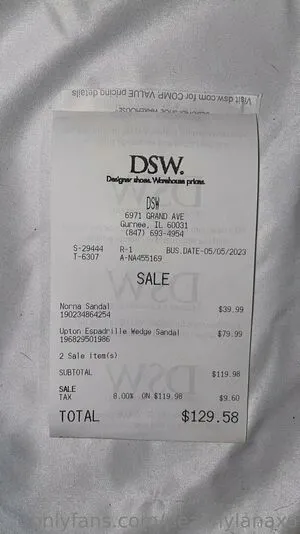 Visit dsw.com for COMP. VALUE pricing details
DSW.
Designer shoes. Warehouse prices.
DSW
6971 GRAND AVE
Gurnee, IL 60031
(847) 693-4954
S-29444 R-1 BUS.DATE-05/05/2023
T-6307 A-NA455169
SALE
Norna Sandal $39.99
190234864254
Upton Espadrille Wedge Sandal $79.99
196829501986
2 Sale item(s)
SUBTOTAL $119.98
SALE
TAX 8.00% ON $119.98 $9.60
TOTAL $129.58